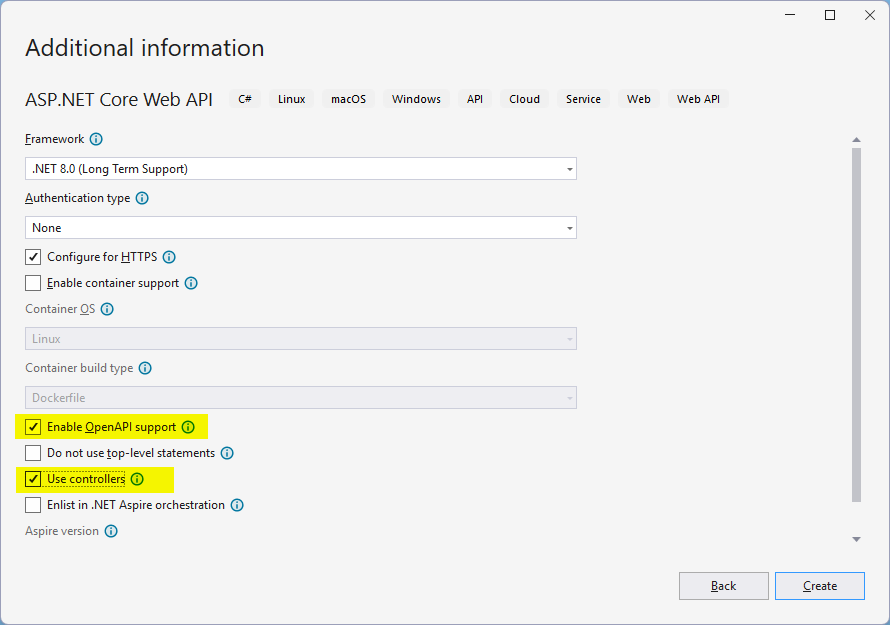 Additional information
ASP.NET Core Web API C# Linux macOS Windows API Cloud Service Web Web API
Framework
.NET 8.0 (Long Term Support)
Authentication type
None
Configure for HTTPS
Enable container support
Container OS
Linux
Container build type
Dockerfile
Enable OpenAPI support
Do not use top-level statements
Use controllers
Enlist in .NET Aspire orchestration
Aspire version
Back Create